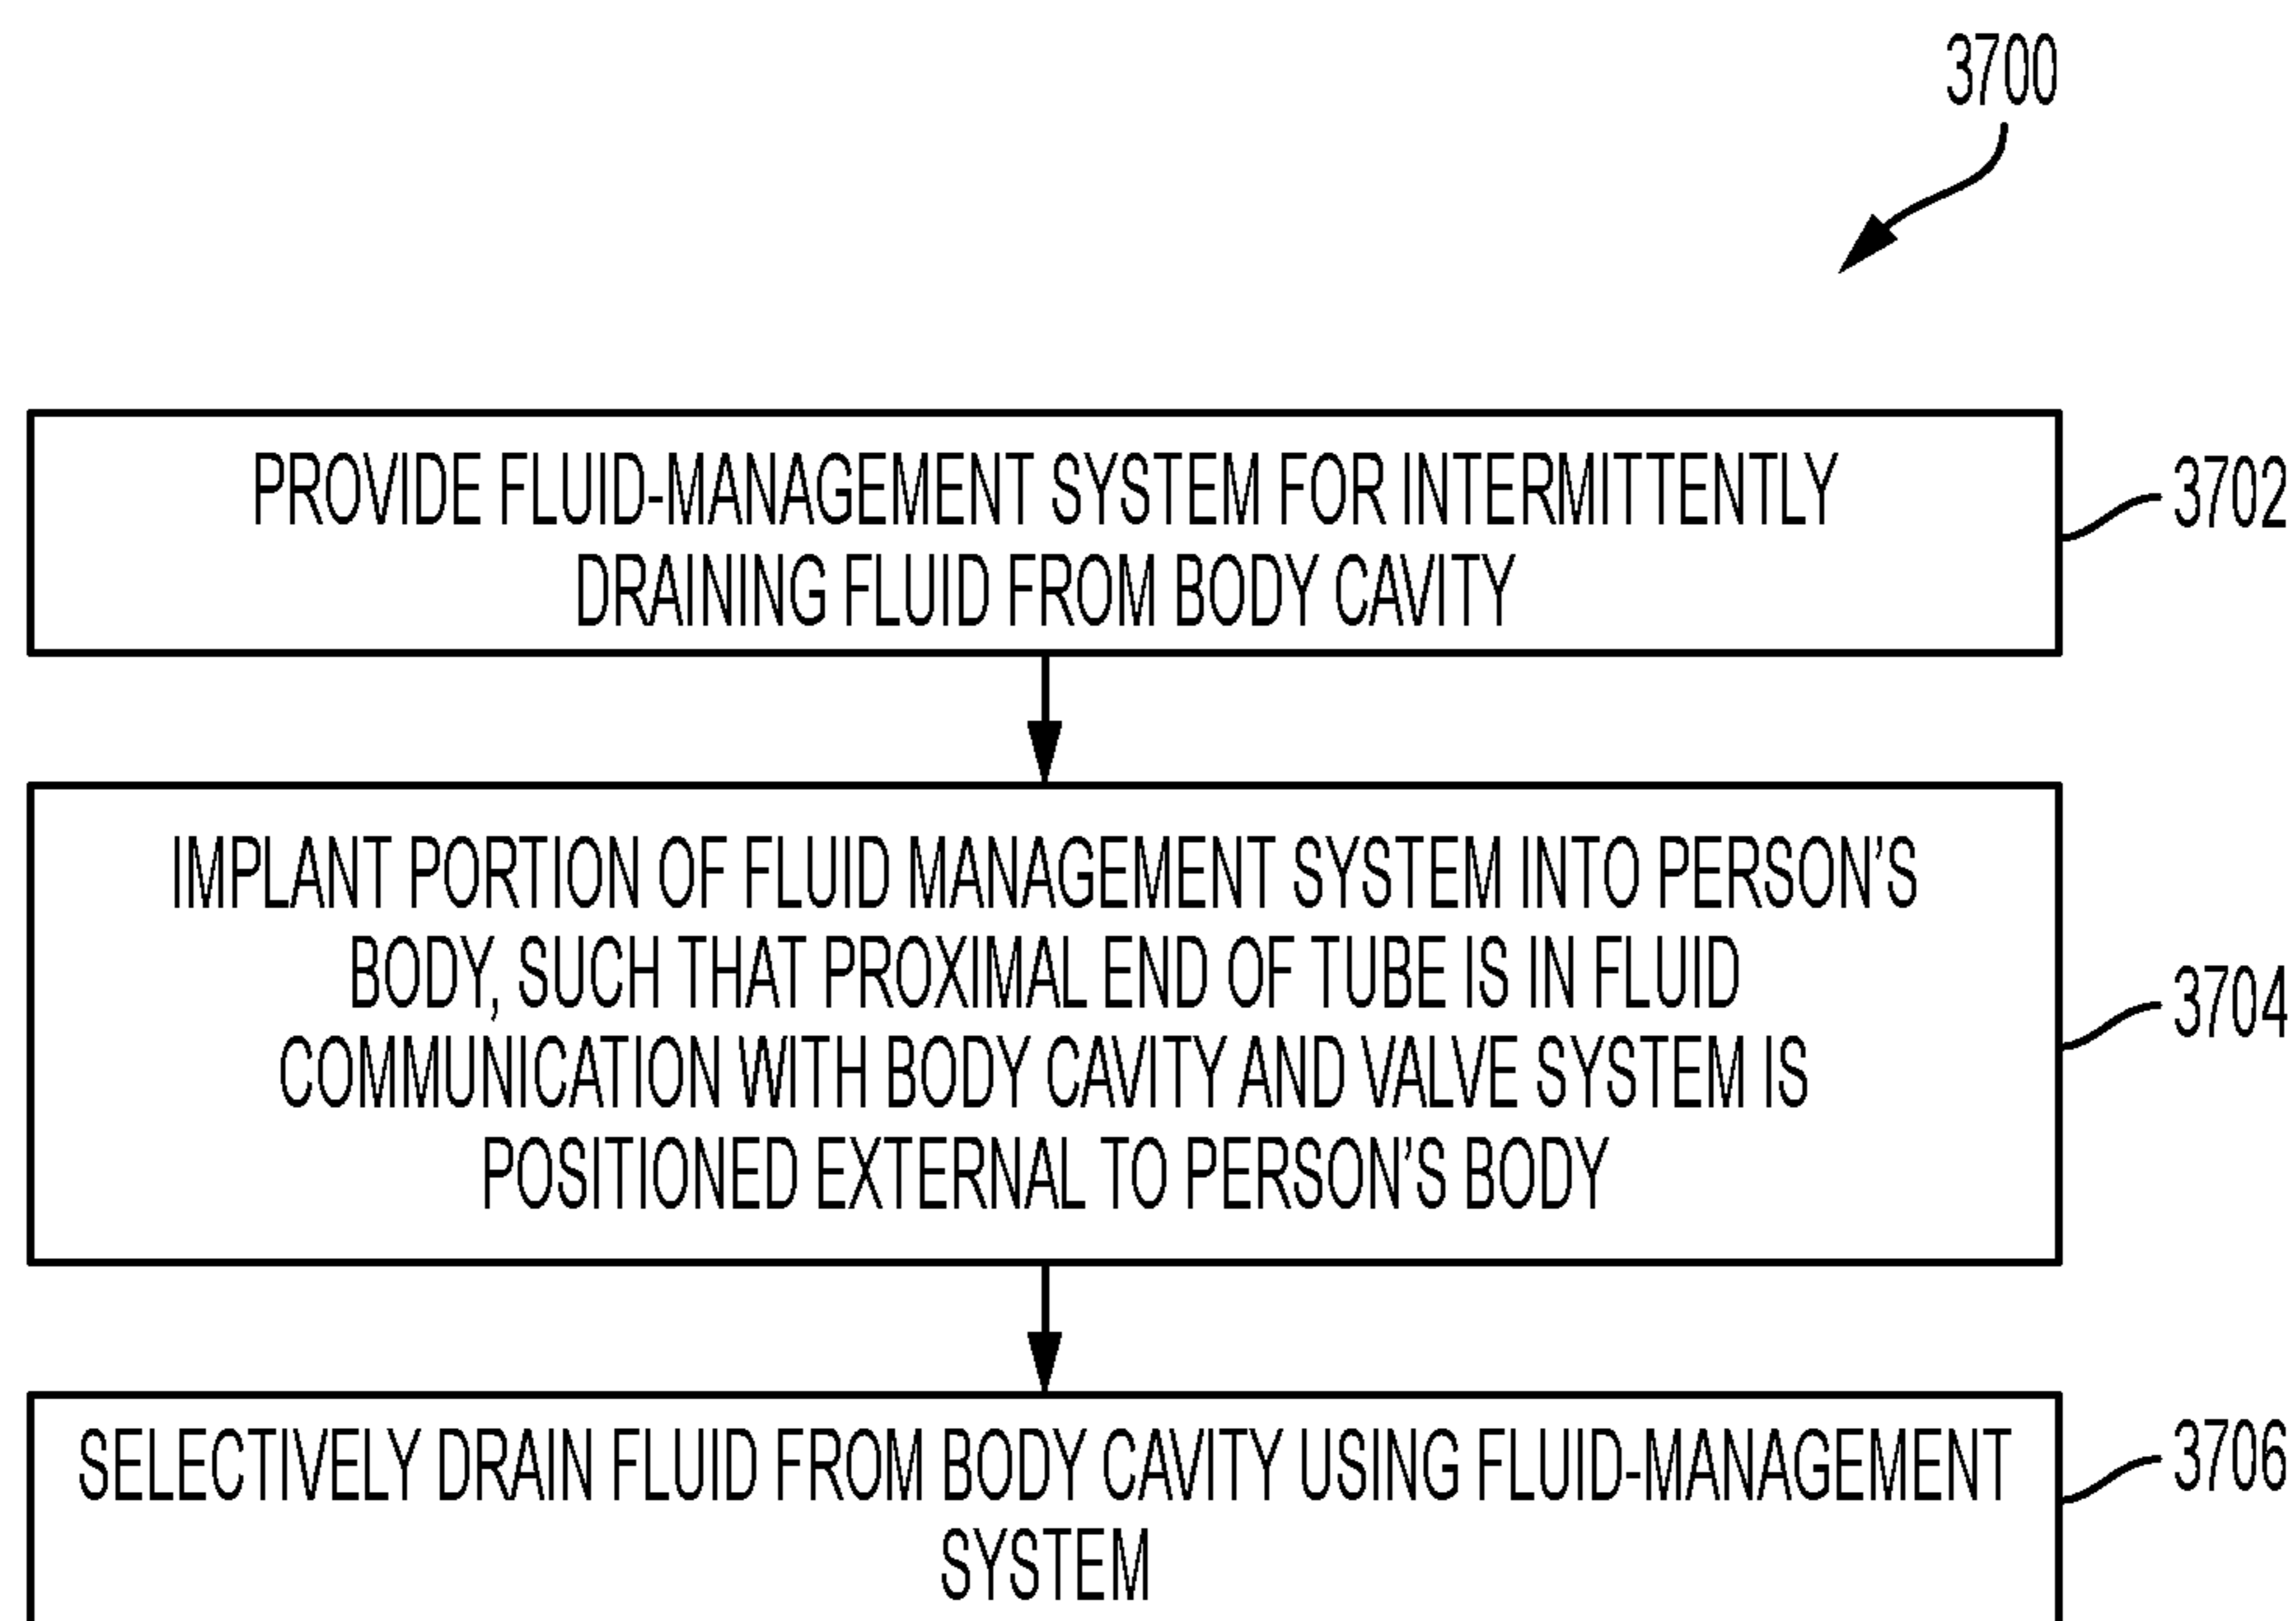 3700
PROVIDE FLUID-MANAGEMENT SYSTEM FOR INTERMITTENTLY
DRAINING FLUID FROM BODY CAVITY
3702
IMPLANT PORTION OF FLUID MANAGEMENT SYSTEM INTO PERSON'S
BODY, SUCH THAT PROXIMAL END OF TUBE IS IN FLUID
COMMUNICATION WITH BODY CAVITY AND VALVE SYSTEM IS
POSITIONED EXTERNAL TO PERSON'S BODY
3704
SELECTIVELY DRAIN FLUID FROM BODY CAVITY USING FLUID-MANAGEMENT
SYSTEM
3706